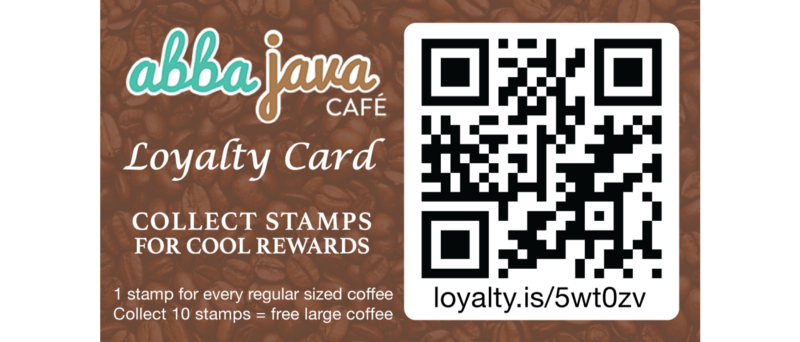 abba java
CAFÉ
Loyalty Card
COLLECT STAMPS
FOR COOL REWARDS
1 stamp for every regular sized coffee
Collect 10 stamps = free large coffee
loyalty.is/5wt0zv